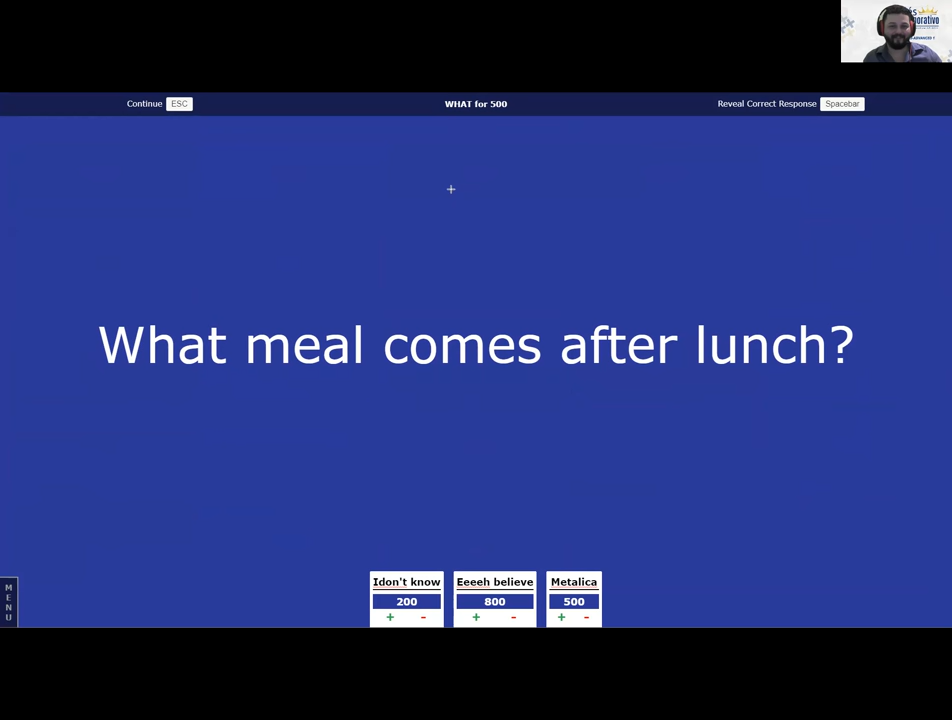 Continue ESC
WHAT for 500
Reveal Correct Response Spacebar
What meal comes after lunch?
MENU
Idon't know
200
+ -
Eeeeh believe
800
+ -
Metalica
500
+ -